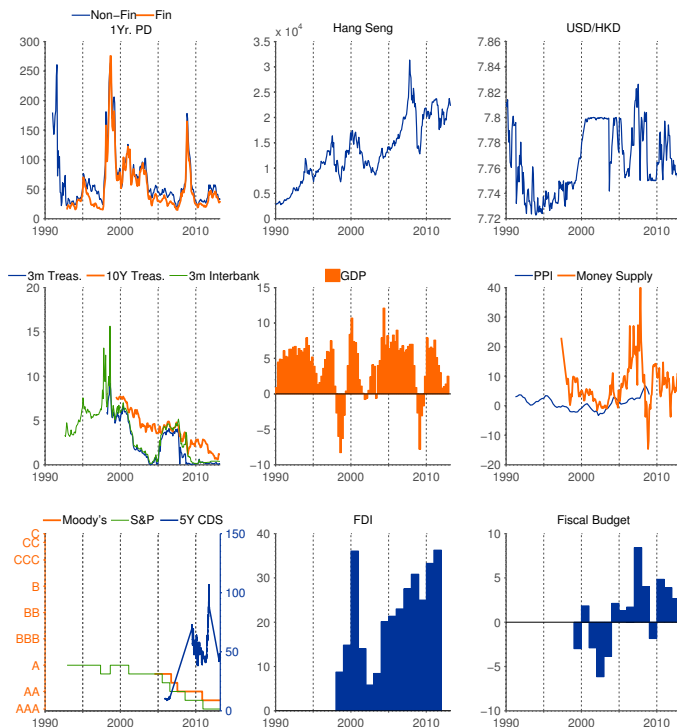 Non−Fin Fin
1Yr. PD
300
250
200
150
100
50
0
1990 2000 2010
x 10^4 Hang Seng
3.5
3
2.5
2
1.5
1
0.5
0
1990 2000 2010
USD/HKD
7.86
7.84
7.82
7.8
7.78
7.76
7.74
7.72
1990 2000 2010
3m Treas. 10Y Treas. 3m Interbank
20
15
10
5
0
1990 2000 2010
GDP
15
10
5
0
−5
−10
1990 2000 2010
PPI Money Supply
40
30
20
10
0
−10
−20
1990 2000 2010
Moody's S&P 5Y CDS
C
CC
CCC
B
BB
BBB
A
AA
AAA
150
100
50
0
1990 2000 2010
FDI
40
30
20
10
0
1990 2000 2010
Fiscal Budget
10
5
0
−5
−10
1990 2000 2010